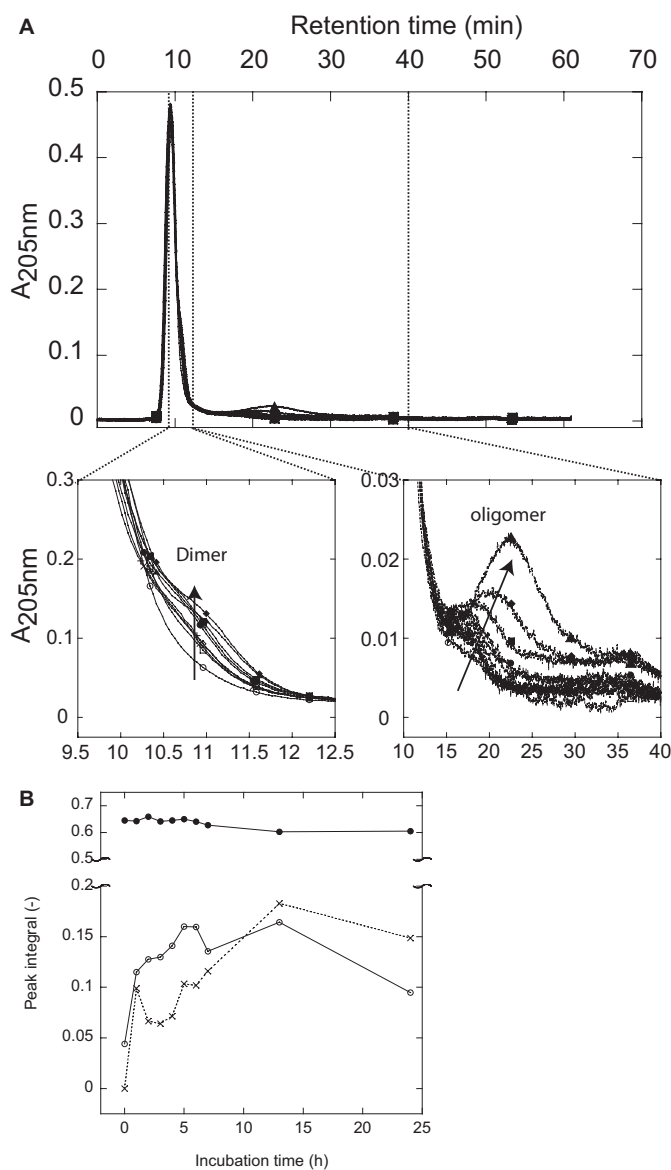 A
Retention time (min)
0 10 20 30 40 50 60 70
A205nm
0.5
0.4
0.3
0.2
0.1
0
0.3
0.2
0.1
0
A205nm
Dimer
9.5 10 10.5 11 11.5 12 12.5
0.03
0.02
0.01
0
oligomer
10 15 20 25 30 35 40
B
Peak integral (-)
0.7
0.6
0.5
0.2
0.15
0.1
0.05
0
0 5 10 15 20 25
Incubation time (h)